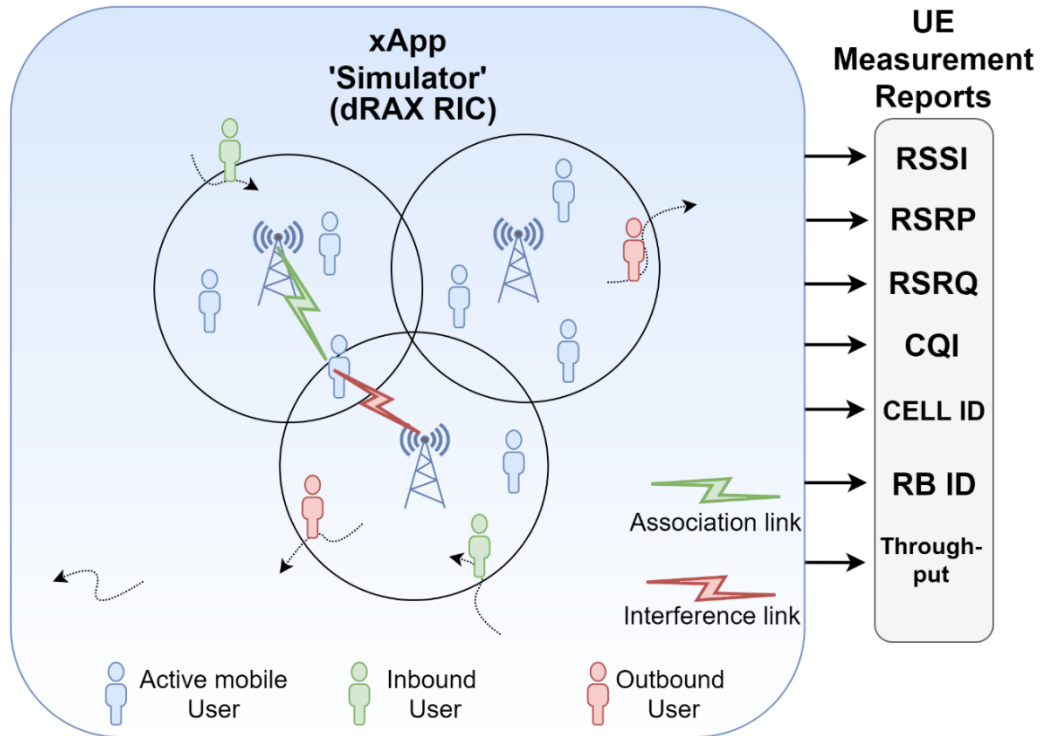 xApp
'Simulator'
(dRAX RIC)
UE
Measurement
Reports
RSSI
RSRP
RSRQ
CQI
CELL ID
RB ID
Through-
put
Association link
Interference link
Active mobile
User
Inbound
User
Outbound
User